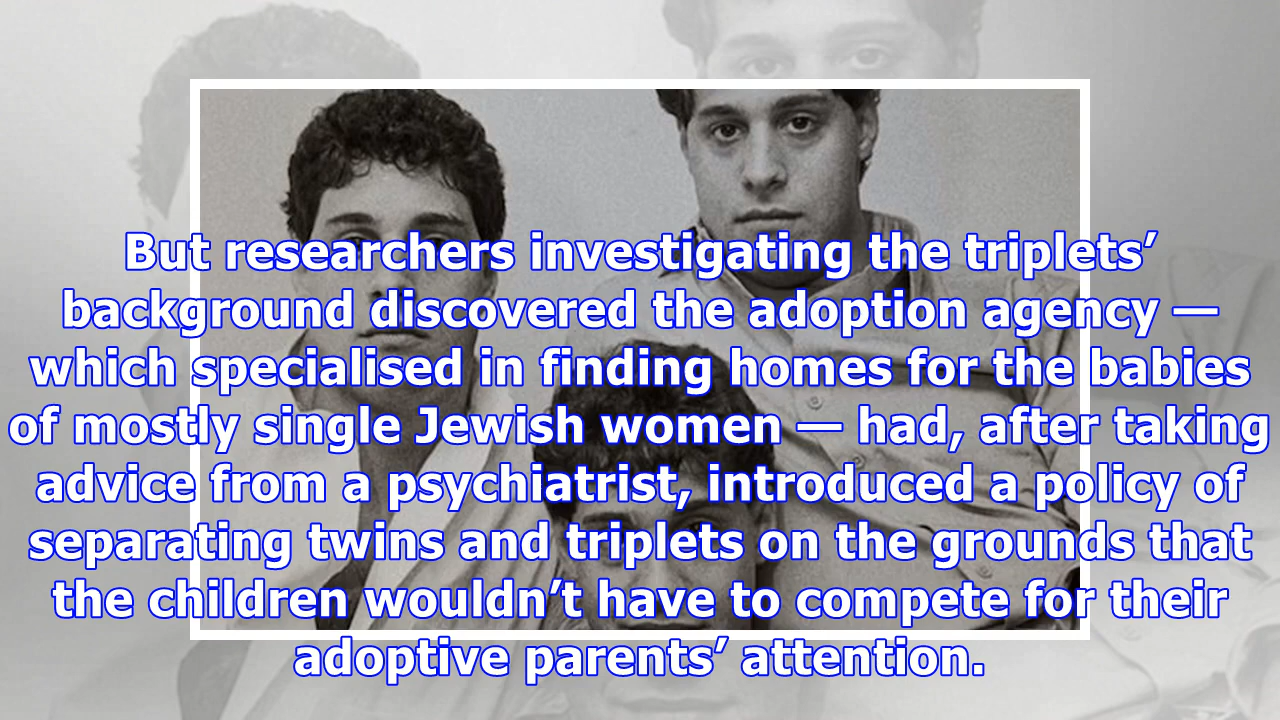 But researchers investigating the triplets’
background discovered the adoption agency —
which specialised in finding homes for the babies
of mostly single Jewish women — had, after taking
advice from a psychiatrist, introduced a policy of
separating twins and triplets on the grounds that
the children wouldn’t have to compete for their
adoptive parents’ attention.